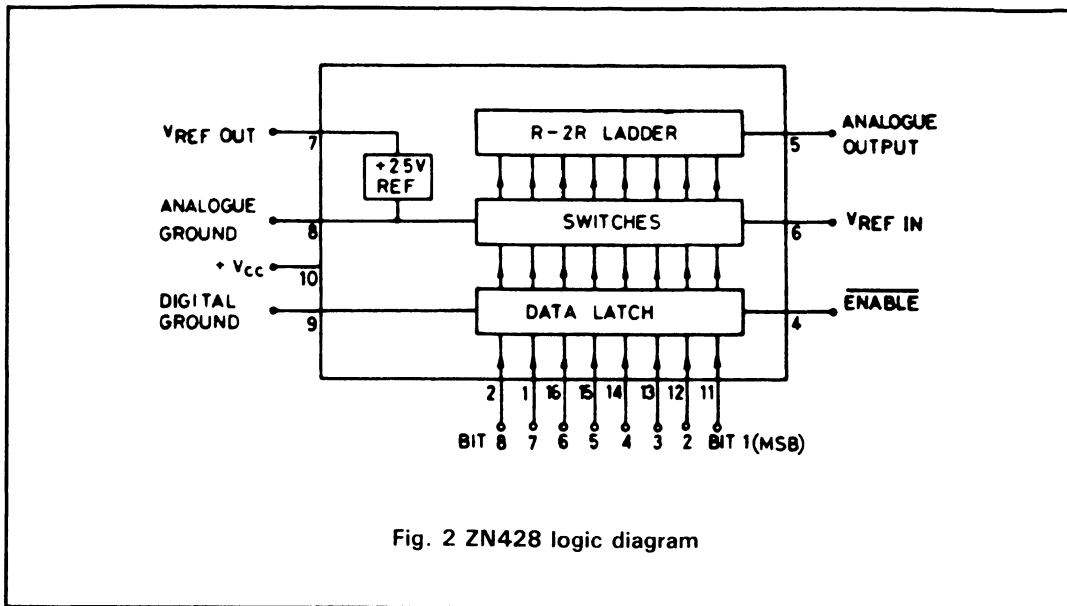 R-2R LADDER
VREF OUT
7
+2.5V
REF
5
ANALOGUE
OUTPUT
ANALOGUE
GROUND
8
SWITCHES
6
VREF IN
+ Vcc
10
DIGITAL
GROUND
9
DATA LATCH
4
ENABLE
2 1 16 15 14 13 12 11
BIT 8 7 6 5 4 3 2 BIT 1(MSB)
Fig. 2 ZN428 logic diagram